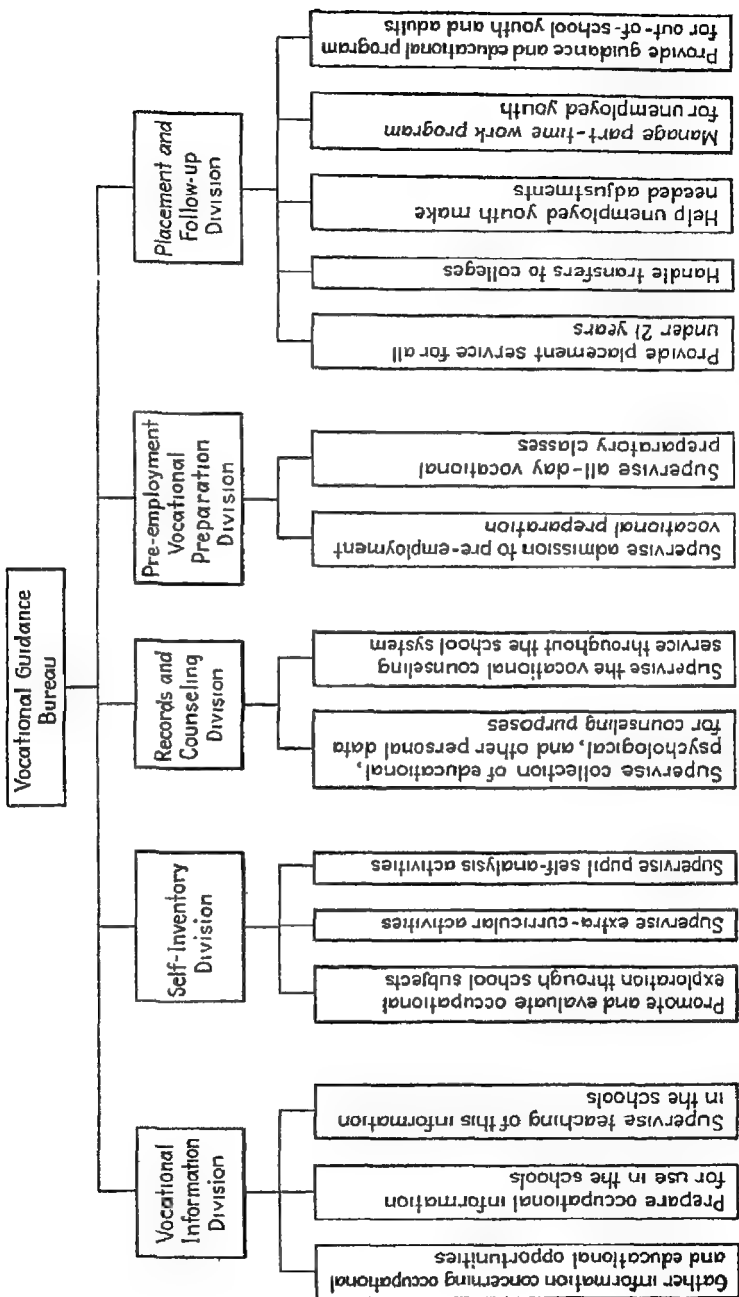 Vocational Guidance
Bureau
Vocational
Information
Division
Self-Inventory
Division
Records and
Counseling
Division
Pre-employment
Vocational
Preparation
Division
Placement and
Follow-up
Division
Gather information concerning occupational
and educational opportunities
Prepare occupational information
for use in the schools
Supervise teaching of this information
in the schools
Promote and evaluate occupational
exploration through school subjects
Supervise extra-curricular activities
Supervise pupil self-analysis activities
Supervise collection of educational,
psychological, and other personal data
for counseling purposes
Supervise the vocational counseling
service throughout the school system
Supervise admission to pre-employment
vocational preparation
Supervise all-day vocational
preparatory classes
Provide placement service for all
under 21 years
Handle transfers to colleges
Help unemployed youth make
needed adjustments
Manage part-time work program
for unemployed youth
Provide guidance and educational program
for out-of-school youth and adults